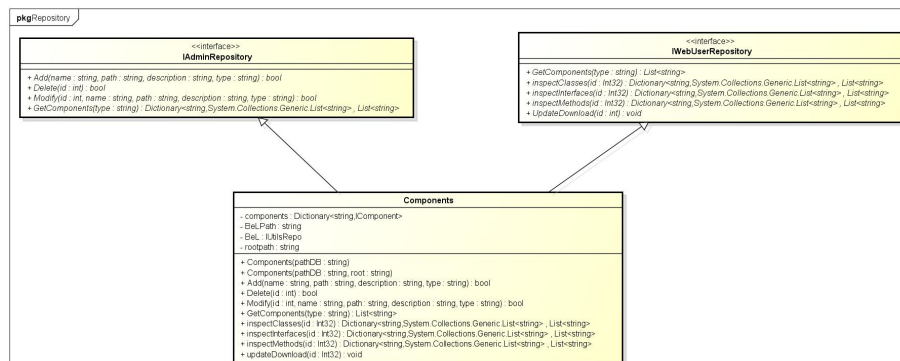 pkgRepository
<<interface>>
IAdminRepository
+ Add(name : string, path : string, description : string, type : string) : bool
+ Delete(id : int) : bool
+ Modify(id : int, name : string, path : string, description : string, type : string) : bool
+ GetComponents(type : string) : Dictionary<string,System.Collections.Generic.List<string> , List<string>
<<interface>>
IWebUserRepository
+ GetComponents(type : string) : List<string>
+ inspectClasses(id : Int32) : Dictionary<string,System.Collections.Generic.List<string> , List<string>
+ inspectInterfaces(id : Int32) : Dictionary<string,System.Collections.Generic.List<string> , List<string>
+ inspectMethods(id : Int32) : Dictionary<string,System.Collections.Generic.List<string> , List<string>
+ UpdateDownload(id : int) : void
Components
- components : Dictionary<string,IComponent>
- BeLPath : string
- BeL : IUtilsRepo
- rootpath : string
+ Components(pathDB : string)
+ Components(pathDB : string, root : string)
+ Add(name : string, path : string, description : string, type : string) : bool
+ Delete(id : int) : bool
+ Modify(id : int, name : string, path : string, description : string, type : string) : bool
+ GetComponents(type : string) : List<string>
+ inspectClasses(id : Int32) : Dictionary<string,System.Collections.Generic.List<string> , List<string>
+ inspectInterfaces(id : Int32) : Dictionary<string,System.Collections.Generic.List<string> , List<string>
+ inspectMethods(id : Int32) : Dictionary<string,System.Collections.Generic.List<string> , List<string>
+ updateDownload(id : Int32) : void